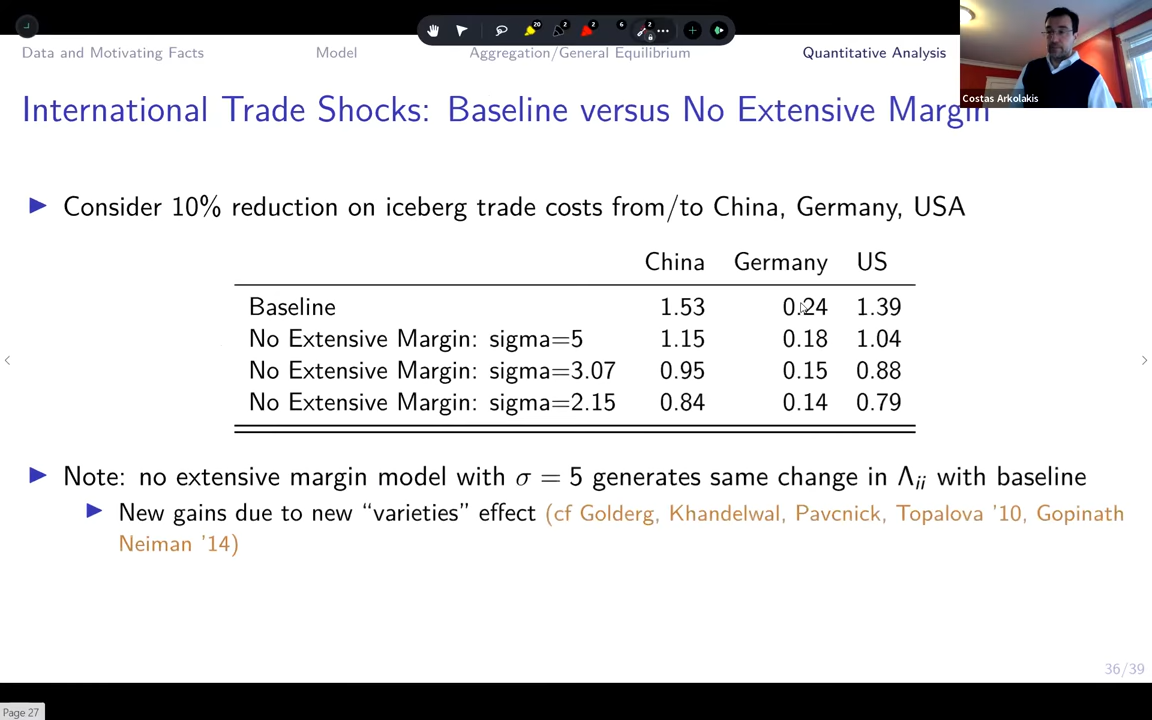 20 2 2 6 2
Data and Motivating Facts Model Aggregation/General Equilibrium Quantitative Analysis
Costas Arkolakis
International Trade Shocks: Baseline versus No Extensive Margin
Consider 10% reduction on iceberg trade costs from/to China, Germany, USA
China Germany US
Baseline 1.53 0.24 1.39
No Extensive Margin: sigma=5 1.15 0.18 1.04
No Extensive Margin: sigma=3.07 0.95 0.15 0.88
No Extensive Margin: sigma=2.15 0.84 0.14 0.79
Note: no extensive margin model with σ = 5 generates same change in Λii with baseline
New gains due to new “varieties” effect (cf Golderg, Khandelwal, Pavcnick, Topalova ’10, Gopinath
Neiman ’14)
36/39
Page 27